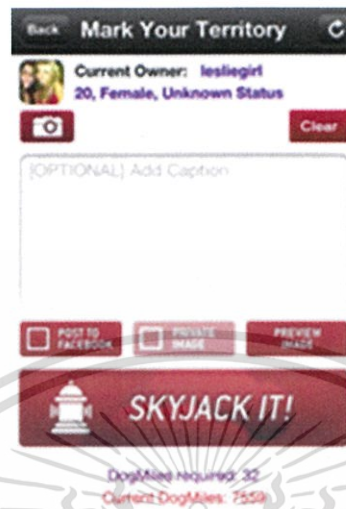 Back Mark Your Territory
Current Owner: lesliegirl
20, Female, Unknown Status
Clear
[OPTIONAL] Add Caption
POST TO
FACEBOOK
PRIVATE
IMAGE
PREVIEW
IMAGE
SKYJACK IT!
DogMiles required: 32
Current DogMiles: 7559